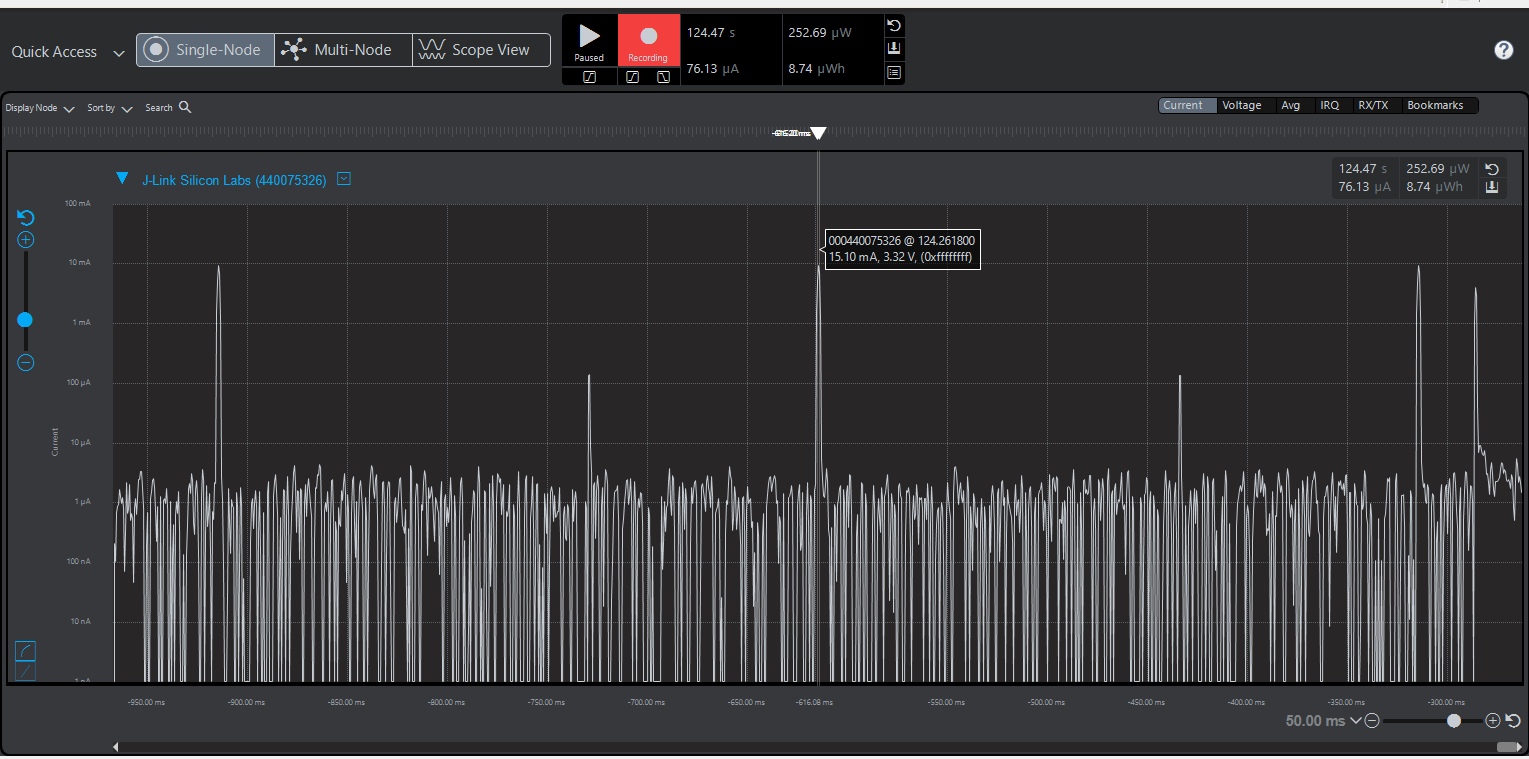 Quick Access
Single-Node
Multi-Node
Scope View
Paused
Recording
124.47 s
252.69 µW
76.13 µA
8.74 µWh
Display Node
Sort by
Search
Current
Voltage
Avg
IRQ
RX/TX
Bookmarks
J-Link Silicon Labs (440075326)
124.47 s
252.69 µW
76.13 µA
8.74 µWh
100 mA
10 mA
1 mA
100 µA
10 µA
1 µA
100 nA
10 nA
Current
000440075326 @ 124.261800
15.10 mA, 3.32 V, (0xffffffff)
-950.00 ms
-900.00 ms
-850.00 ms
-800.00 ms
-750.00 ms
-700.00 ms
-650.00 ms
-616.08 ms
-550.00 ms
-500.00 ms
-450.00 ms
-400.00 ms
-350.00 ms
-300.00 ms
50.00 ms